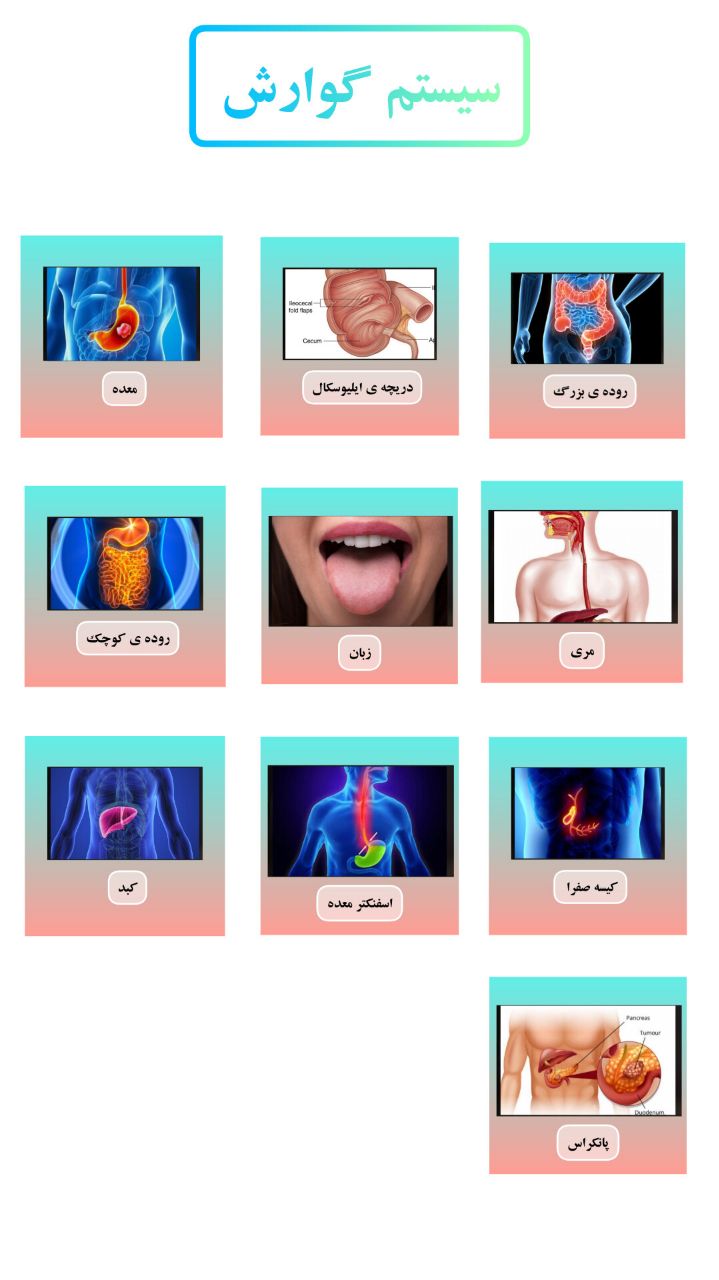 سیستم گوارش
روده ی بزرگ
دریچه ی ایلیوسکال
Ileocecal
fold flaps
Cecum
معده
مری
زبان
روده ی کوچک
کیسه صفرا
اسفنکتر معده
کبد
Pancreas
Tumour
Duodenum
پانکراس